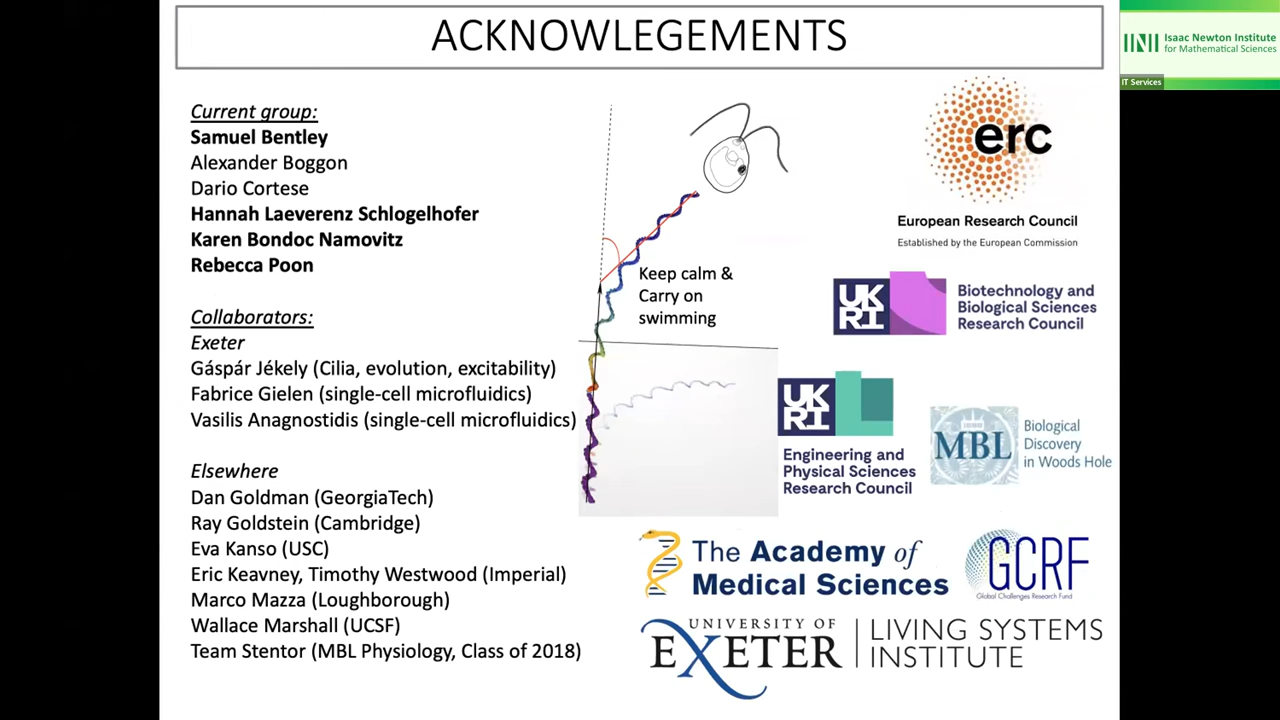 ACKNOWLEGEMENTS
Isaac Newton Institute
for Mathematical Sciences
IT Services
Current group:
Samuel Bentley
Alexander Boggon
Dario Cortese
Hannah Laeverenz Schlogelhofer
Karen Bondoc Namovitz
Rebecca Poon
Collaborators:
Exeter
Gáspár Jékely (Cilia, evolution, excitability)
Fabrice Gielen (single-cell microfluidics)
Vasilis Anagnostidis (single-cell microfluidics)
Elsewhere
Dan Goldman (GeorgiaTech)
Ray Goldstein (Cambridge)
Eva Kanso (USC)
Eric Keavney, Timothy Westwood (Imperial)
Marco Mazza (Loughborough)
Wallace Marshall (UCSF)
Team Stentor (MBL Physiology, Class of 2018)
Keep calm &
Carry on
swimming
erc
European Research Council
Established by the European Commission
UK
RI
Biotechnology and
Biological Sciences
Research Council
UK
RI
Engineering and
Physical Sciences
Research Council
MBL
Biological
Discovery
in Woods Hole
The Academy of
Medical Sciences
GCRF
Global Challenges Research Fund
UNIVERSITY OF
EXETER
LIVING SYSTEMS
INSTITUTE